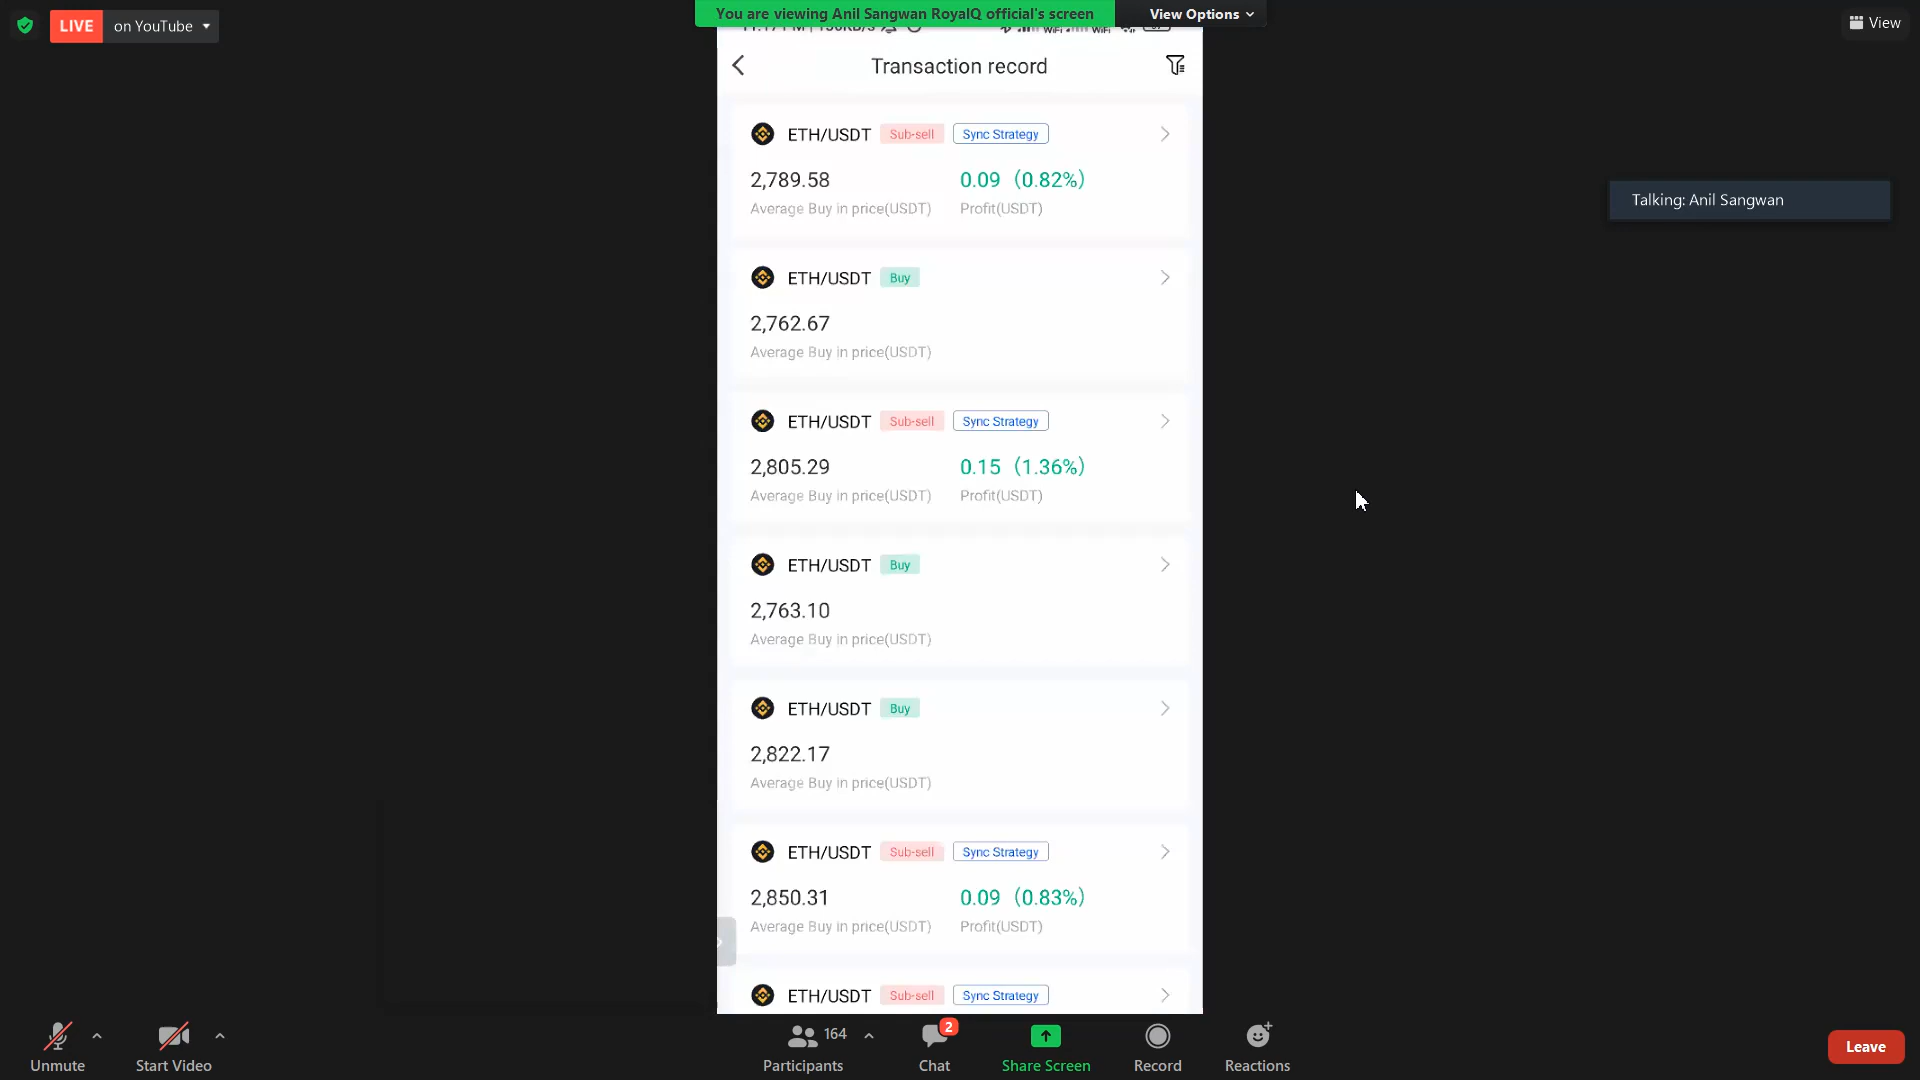 LIVE on YouTube
You are viewing Anil Sangwan RoyalQ official's screen View Options
View
Transaction record
Talking: Anil Sangwan
ETH/USDT Sub-sell Sync Strategy
2,789.58 0.09 (0.82%)
Average Buy in price(USDT) Profit(USDT)
ETH/USDT Buy
2,762.67
Average Buy in price(USDT)
ETH/USDT Sub-sell Sync Strategy
2,805.29 0.15 (1.36%)
Average Buy in price(USDT) Profit(USDT)
ETH/USDT Buy
2,763.10
Average Buy in price(USDT)
ETH/USDT Buy
2,822.17
Average Buy in price(USDT)
ETH/USDT Sub-sell Sync Strategy
2,850.31 0.09 (0.83%)
Average Buy in price(USDT) Profit(USDT)
ETH/USDT Sub-sell Sync Strategy
164 2
Unmute Start Video Participants Chat Share Screen Record Reactions Leave